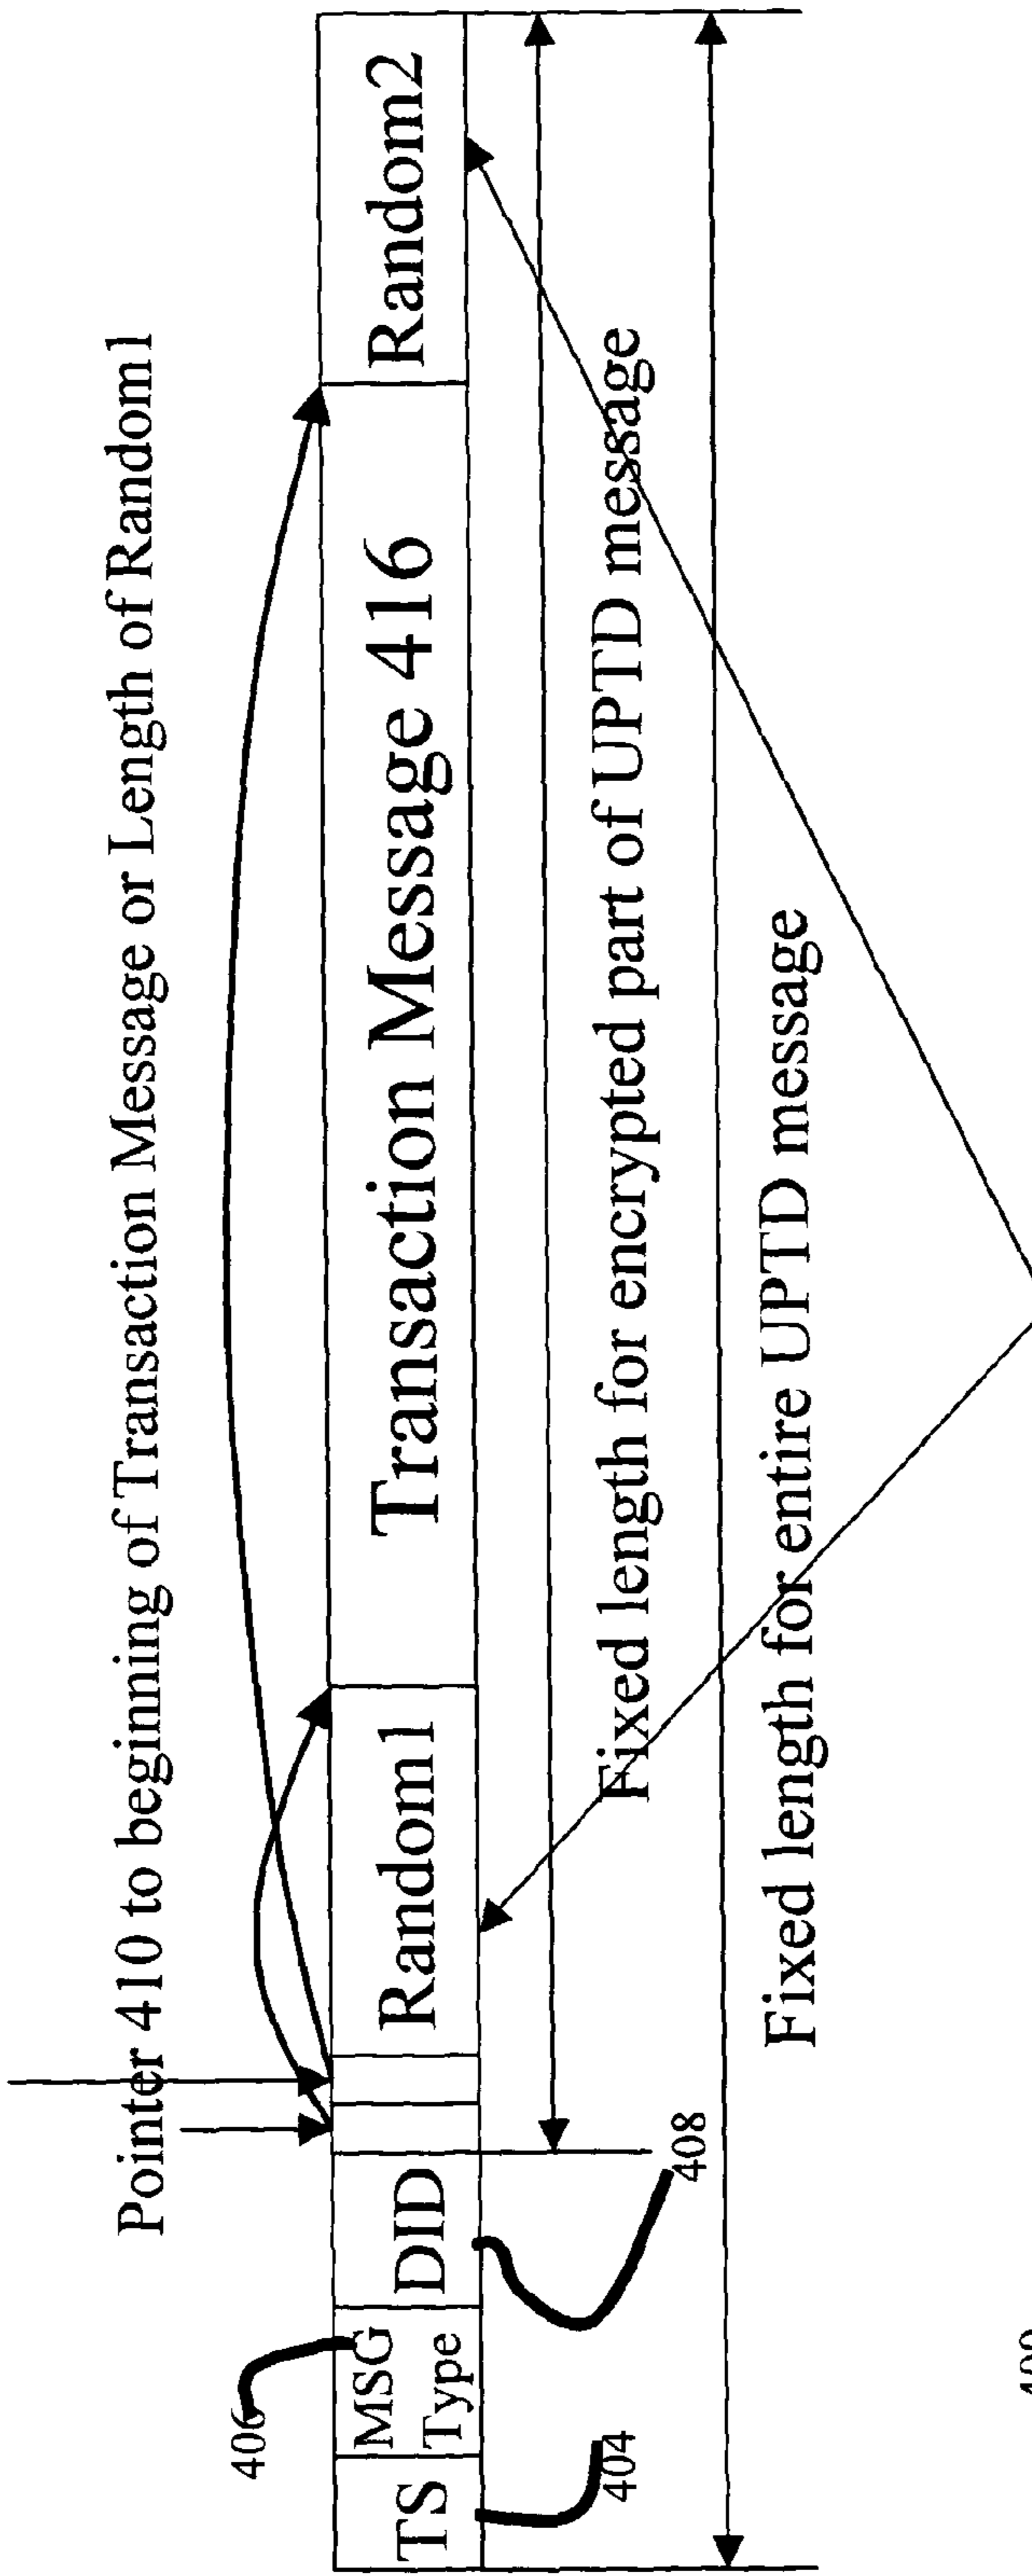 Pointer 410 to beginning of Transaction Message or Length of Random1
406
TS
MSG
Type
DID
Random1
Transaction Message 416
Random2
404
408
Fixed length for encrypted part of UPTD message
Fixed length for entire UPTD message